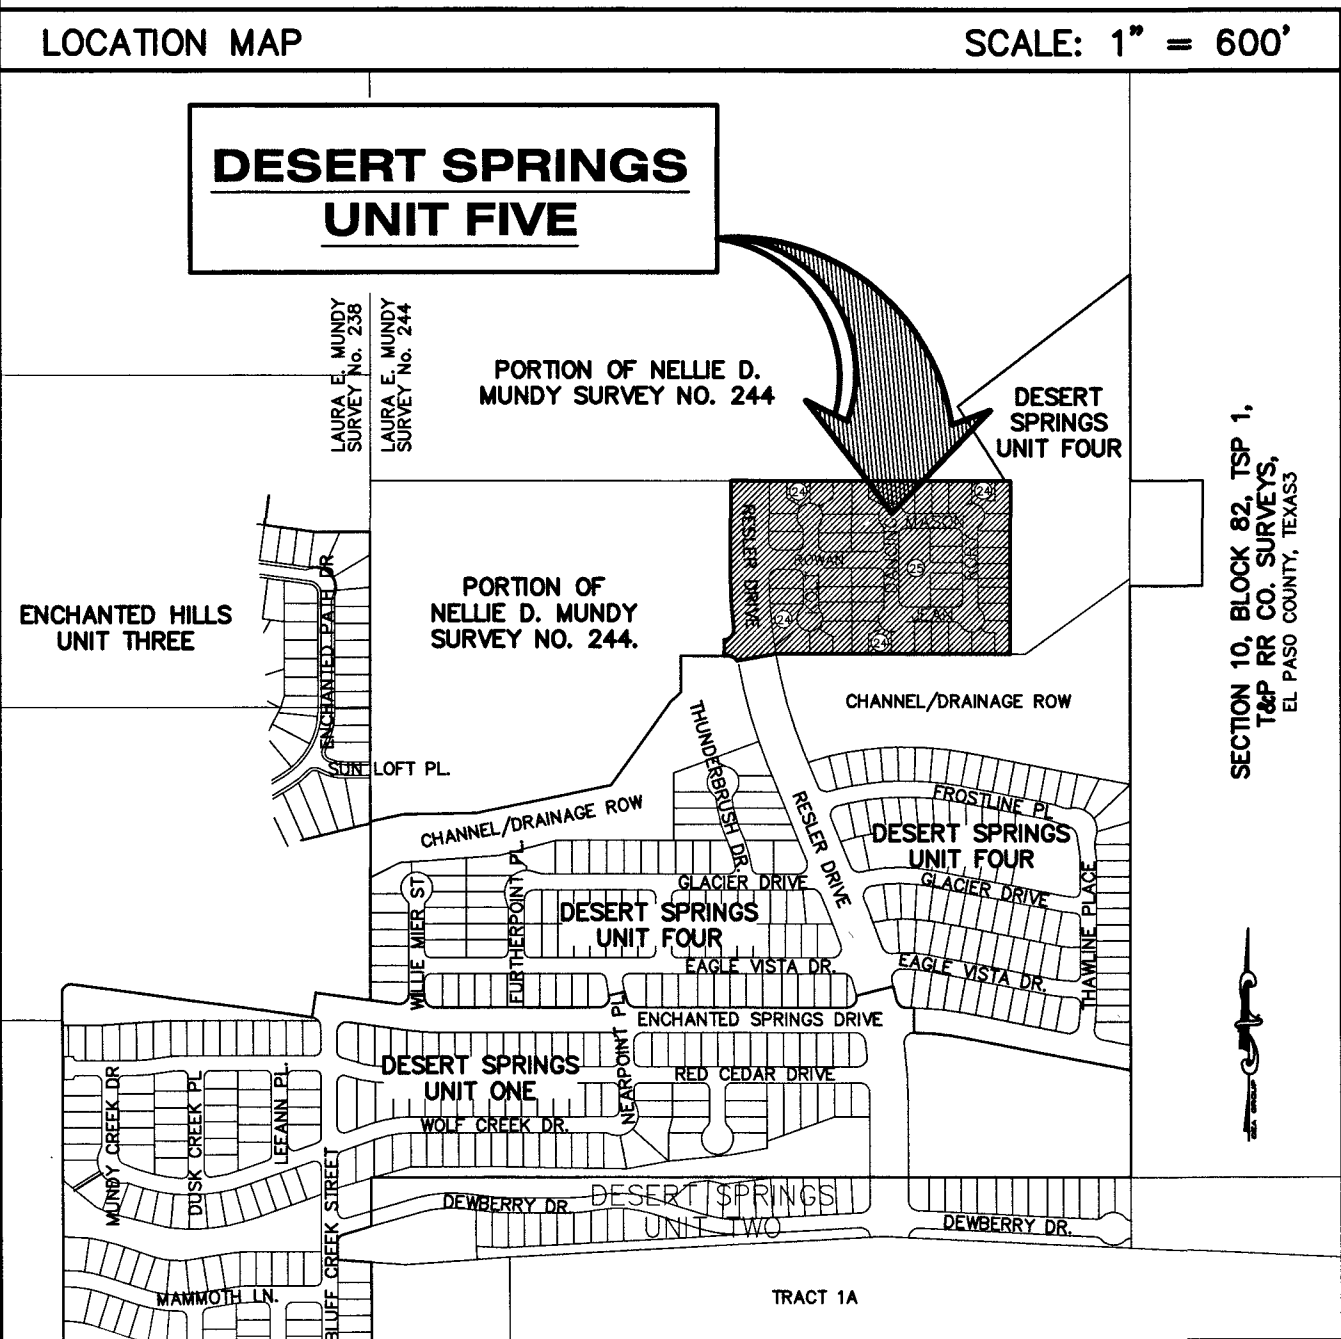 LOCATION MAP
SCALE: 1" = 600'
DESERT SPRINGS
UNIT FIVE
LAURA E. MUNDY
SURVEY No. 238
LAURA E. MUNDY
SURVEY No. 244
PORTION OF NELLIE D.
MUNDY SURVEY NO. 244
DESERT
SPRINGS
UNIT FOUR
SECTION 10, BLOCK 82, TSP 1,
T&P RR CO. SURVEYS,
EL PASO COUNTY, TEXAS3
24
24
RESLER DRIVE
MASON
ROWAN
RORY
25
24
24
ENCHANTED HILLS
UNIT THREE
ENCHANTED PATH DR
PORTION OF
NELLIE D. MUNDY
SURVEY NO. 244.
CHANNEL/DRAINAGE ROW
SUN LOFT PL.
THUNDERBRUSH DR.
RESLER DRIVE
FROSTLINE PL
CHANNEL/DRAINAGE ROW
DESERT SPRINGS
UNIT FOUR
GLACIER DRIVE
GLACIER DRIVE
THAWLINE PLACE
WILLIE MIER ST
FURTHERPOINT PL.
DESERT SPRINGS
UNIT FOUR
EAGLE VISTA DR.
EAGLE VISTA DR.
ENCHANTED SPRINGS DRIVE
NEARPOINT PL
DESERT SPRINGS
UNIT ONE
RED CEDAR DRIVE
WOLF CREEK DR.
MUNDY CREEK DR
DUSK CREEK PL
LEANN PL.
BLUFF CREEK STREET
DEWBERRY DR.
DESERT SPRINGS
UNIT TWO
DEWBERRY DR.
MAMMOTH LN.
TRACT 1A